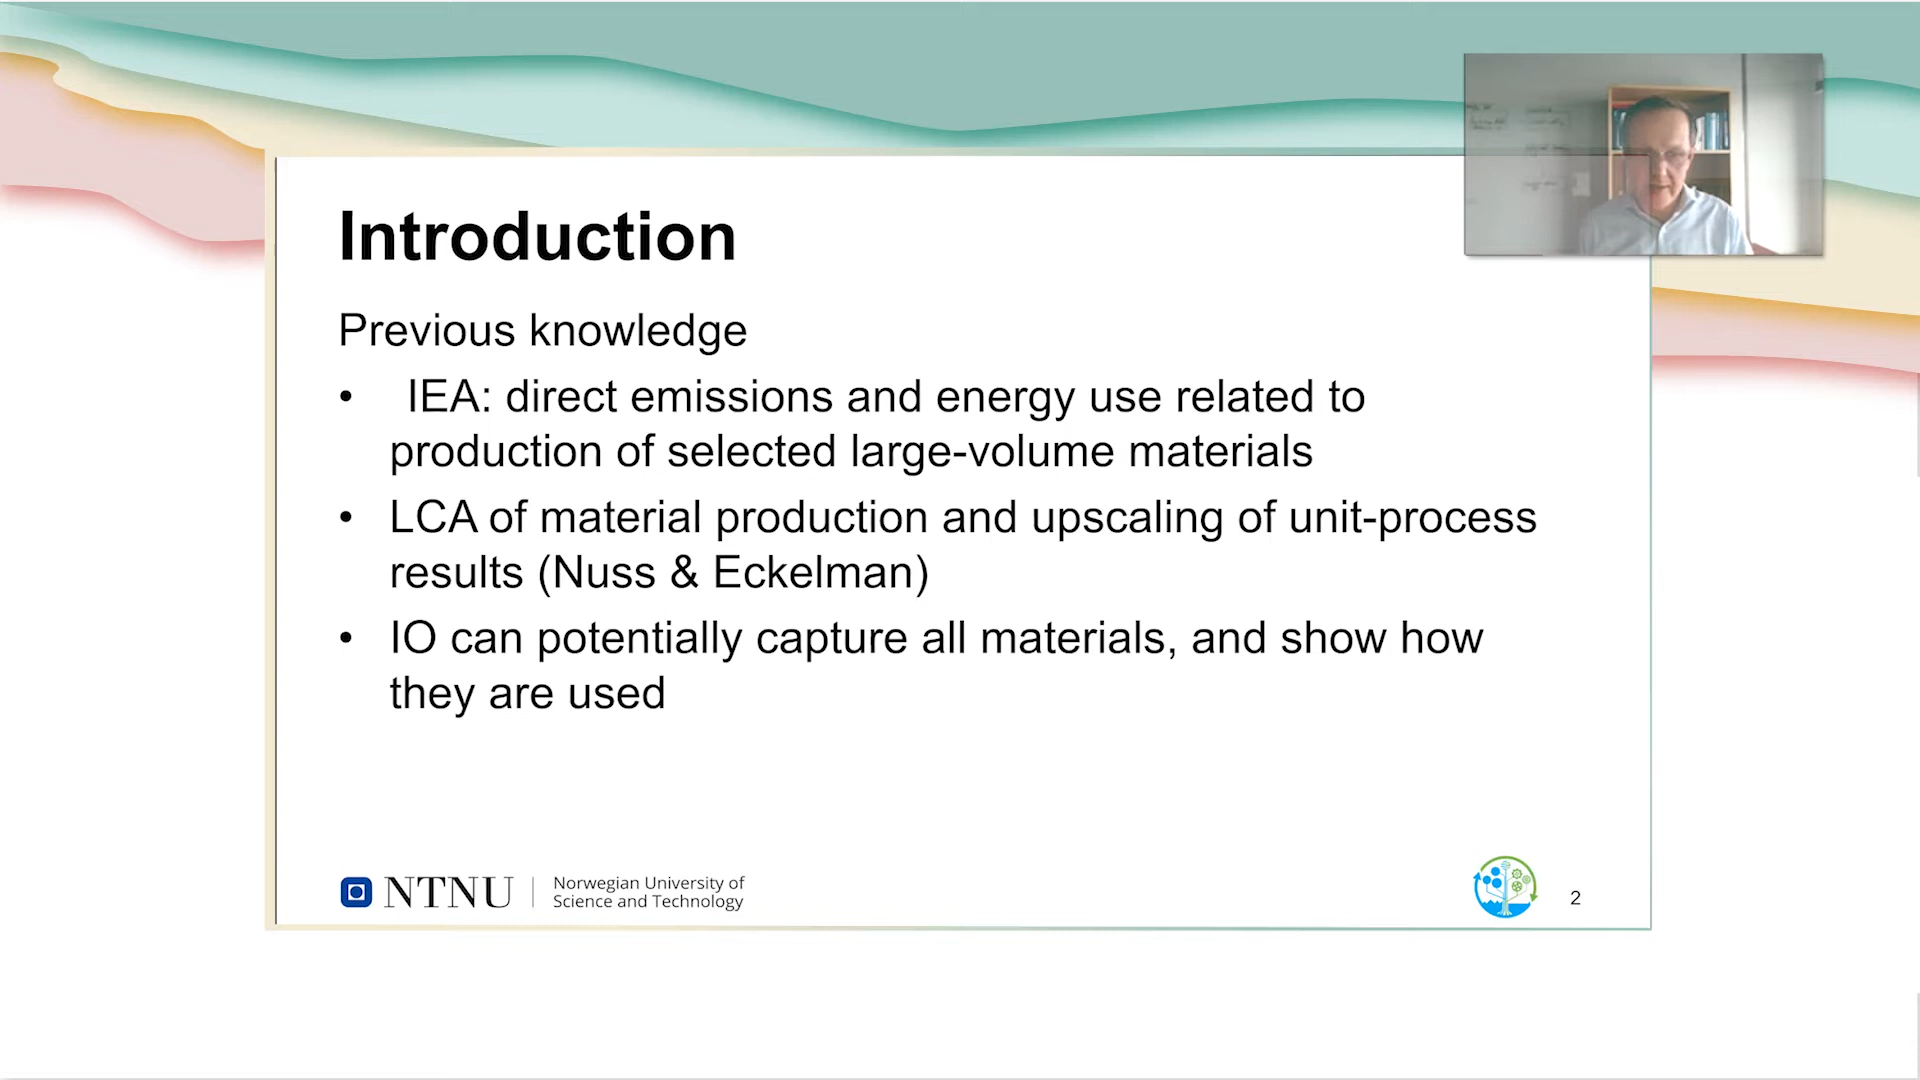 Introduction
Previous knowledge
• IEA: direct emissions and energy use related to
production of selected large-volume materials
• LCA of material production and upscaling of unit-process
results (Nuss & Eckelman)
• IO can potentially capture all materials, and show how
they are used
NTNU
Norwegian University of
Science and Technology
2